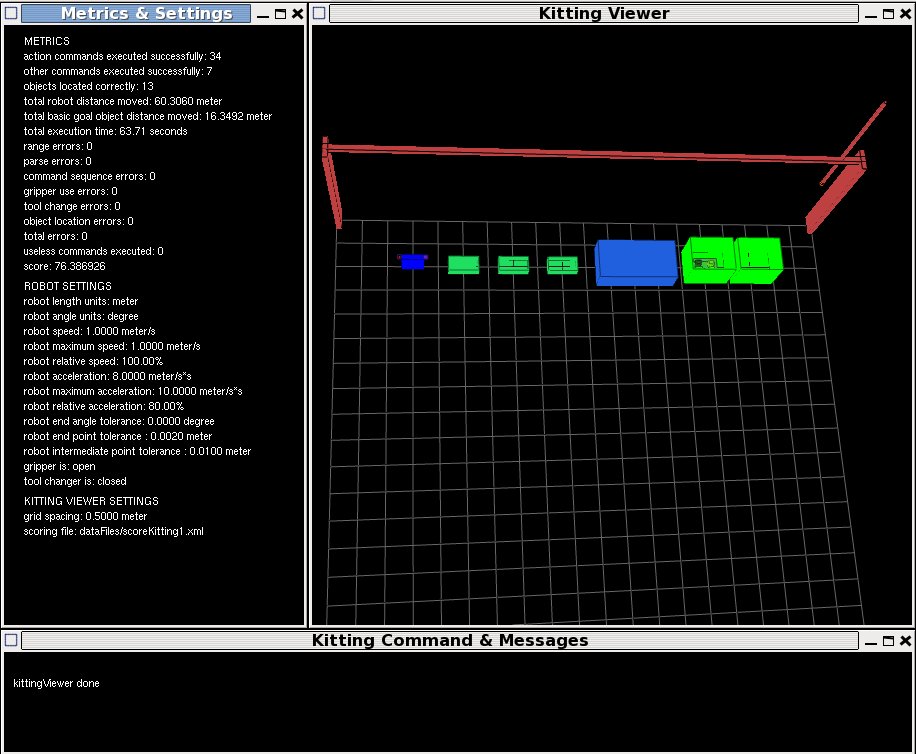 Metrics & Settings
METRICS
action commands executed successfully: 34
other commands executed successfully: 7
objects located correctly: 13
total robot distance moved: 60.3060 meter
total basic goal object distance moved: 16.3492 meter
total execution time: 63.71 seconds
range errors: 0
parse errors: 0
command sequence errors: 0
gripper use errors: 0
tool change errors: 0
object location errors: 0
total errors: 0
useless commands executed: 0
score: 76.386926
ROBOT SETTINGS
robot length units: meter
robot angle units: degree
robot speed: 1.0000 meter/s
robot maximum speed: 1.0000 meter/s
robot relative speed: 100.00%
robot acceleration: 8.0000 meter/s*s
robot maximum acceleration: 10.0000 meter/s*s
robot relative acceleration: 80.00%
robot end angle tolerance: 0.0000 degree
robot end point tolerance : 0.0020 meter
robot intermediate point tolerance : 0.0100 meter
gripper is: open
tool changer is: closed
KITTING VIEWER SETTINGS
grid spacing: 0.5000 meter
scoring file: dataFiles/scoreKitting1.xml
Kitting Viewer
Kitting Command & Messages
kittingViewer done